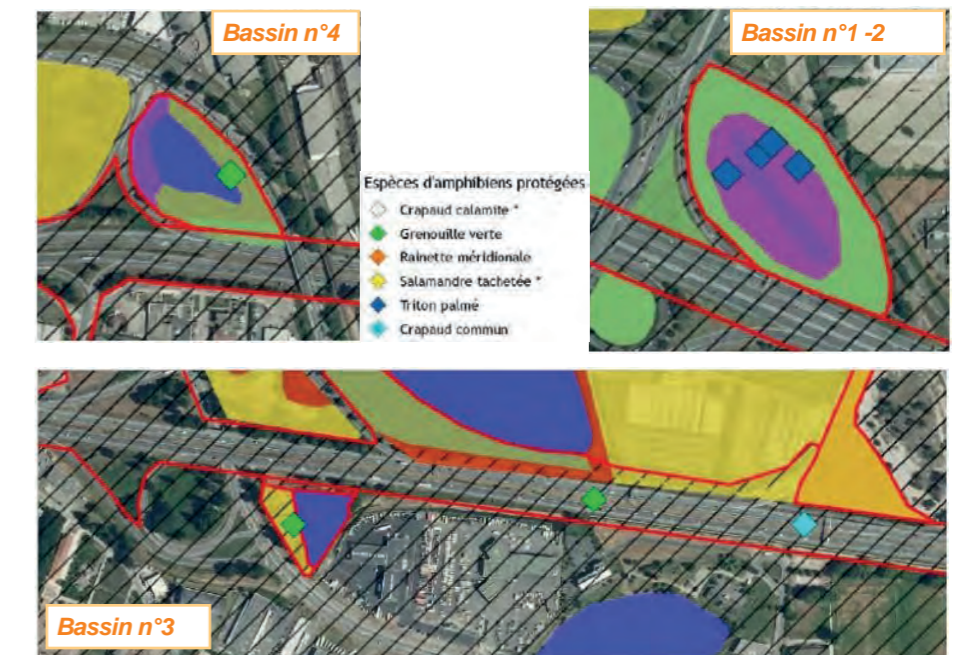 Bassin n°4
Bassin n°1 -2
Espèces d'amphibiens protégées
Crapaud calamite *
Grenouille verte
Rainette méridionale
Salamandre tachetée *
Triton palmé
Crapaud commun
Bassin n°3